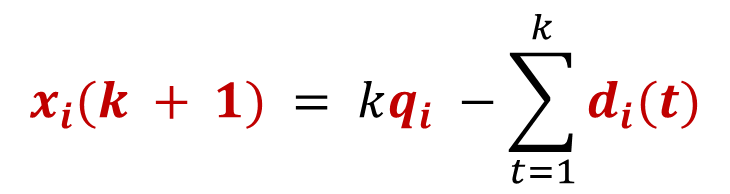 x_i(k + 1) = kq_i − ∑_{t=1}^{k} d_i(t)